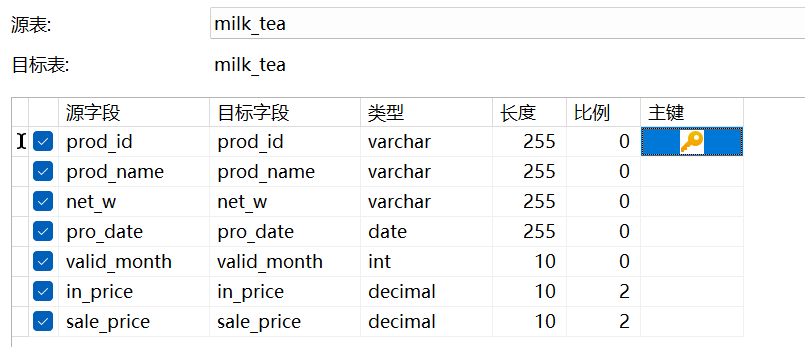 源表: milk_tea
目标表: milk_tea
源字段 目标字段 类型 长度 比例 主键
prod_id prod_id varchar 255 0
prod_name prod_name varchar 255 0
net_w net_w varchar 255 0
pro_date pro_date date 255 0
valid_month valid_month int 10 0
in_price in_price decimal 10 2
sale_price sale_price decimal 10 2